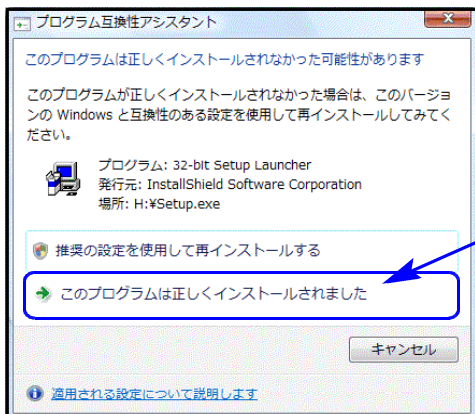 プログラム互換性アシスタント
このプログラムは正しくインストールされなかった可能性があります
このプログラムが正しくインストールされなかった場合は、このバージョ
ンの Windows と互換性のある設定を使用して再インストールしてみてく
ださい。
プログラム: 32-bit Setup Launcher
発行元: InstallShield Software Corporation
場所: H:¥Setup.exe
推奨の設定を使用して再インストールする
このプログラムは正しくインストールされました
キャンセル
適用される設定について説明します